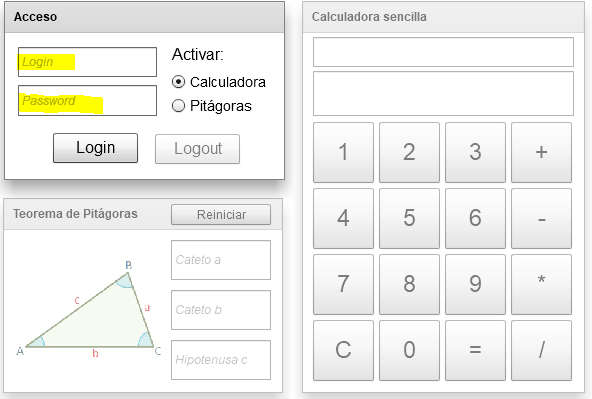 Acceso
Login
Password
Activar:
Calculadora
Pitágoras
Login
Logout
Teorema de Pitágoras
Reiniciar
B
c
a
A
b
C
Cateto a
Cateto b
Hipotenusa c
Calculadora sencilla
1 2 3 +
4 5 6 -
7 8 9 *
C 0 = /